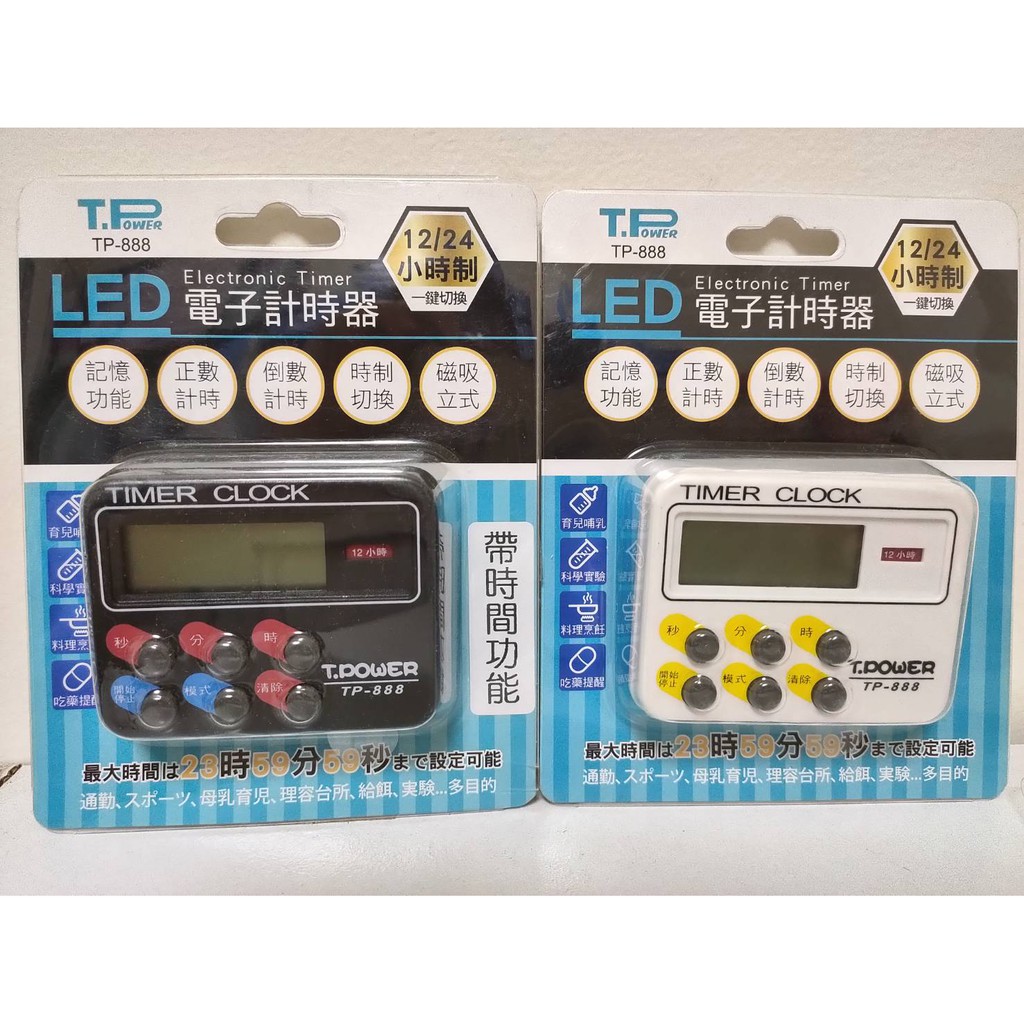 T.POWER
TP-888
12/24
小時制
一鍵切換
LED
Electronic Timer
電子計時器
記憶
功能
正數
計時
倒數
計時
時制
切換
磁吸
立式
TIMER CLOCK
12小時
秒
分
時
開始
停止
模式
清除
T.POWER
TP-888
育兒哺
科學實
料理烹
吃藥提醒
帶時間功能
最大時間は23時59分59秒まで設定可能
通勤、スポーツ、母乳育児、理容台所、給餌、実験...多目的
T.POWER
TP-888
12/24
小時制
一鍵切換
LED
Electronic Timer
電子計時器
記憶
功能
正數
計時
倒數
計時
時制
切換
磁吸
立式
TIMER CLOCK
12小時
秒
分
時
開始
停止
模式
清除
T.POWER
TP-888
育兒哺乳
科學實驗
料理烹飪
吃藥提醒
最大時間は23時59分59秒まで設定可能
通勤、スポーツ、母乳育児、理容台所、給餌、実験...多目的